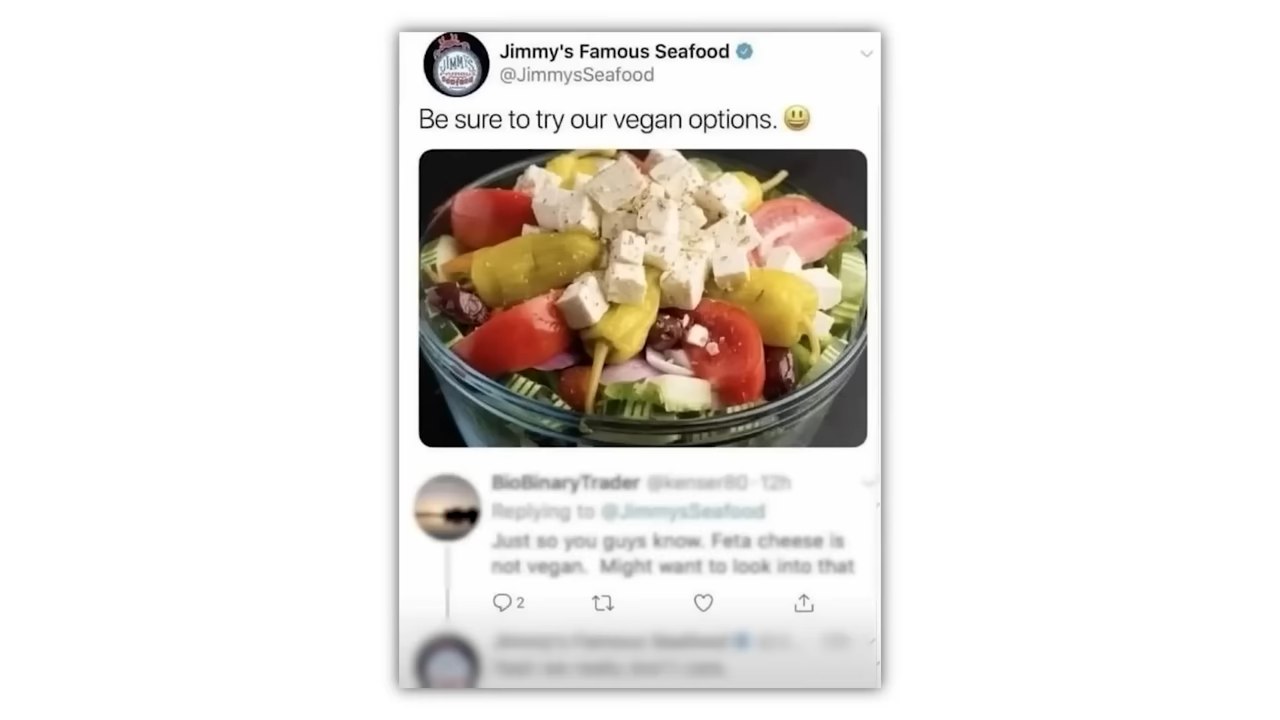 Jimmy's Famous Seafood
@JimmysSeafood
Be sure to try our vegan options. 😃
BioBinaryTrader @kenser80 · 12h
Replying to @JimmysSeafood
Just so you guys know. Feta cheese is
not vegan. Might want to look into that
2
Jimmy's Famous Seafood